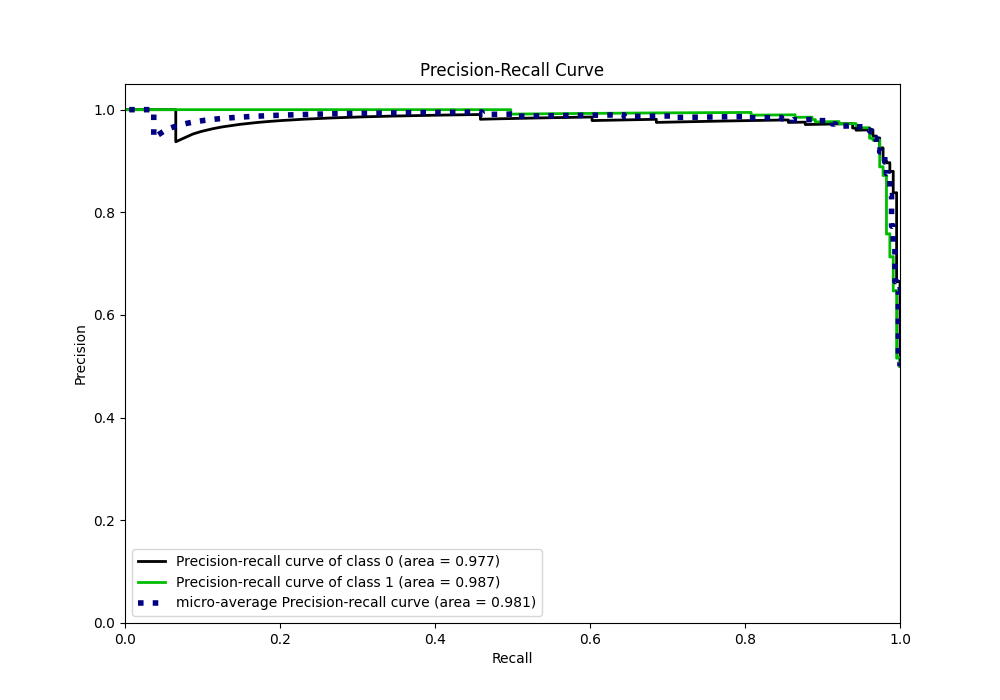 Precision-Recall Curve
1.0
0.8
0.6
0.4
0.2
0.0
Precision
Precision-recall curve of class 0 (area = 0.977)
Precision-recall curve of class 1 (area = 0.987)
micro-average Precision-recall curve (area = 0.981)
0.0 0.2 0.4 0.6 0.8 1.0
Recall